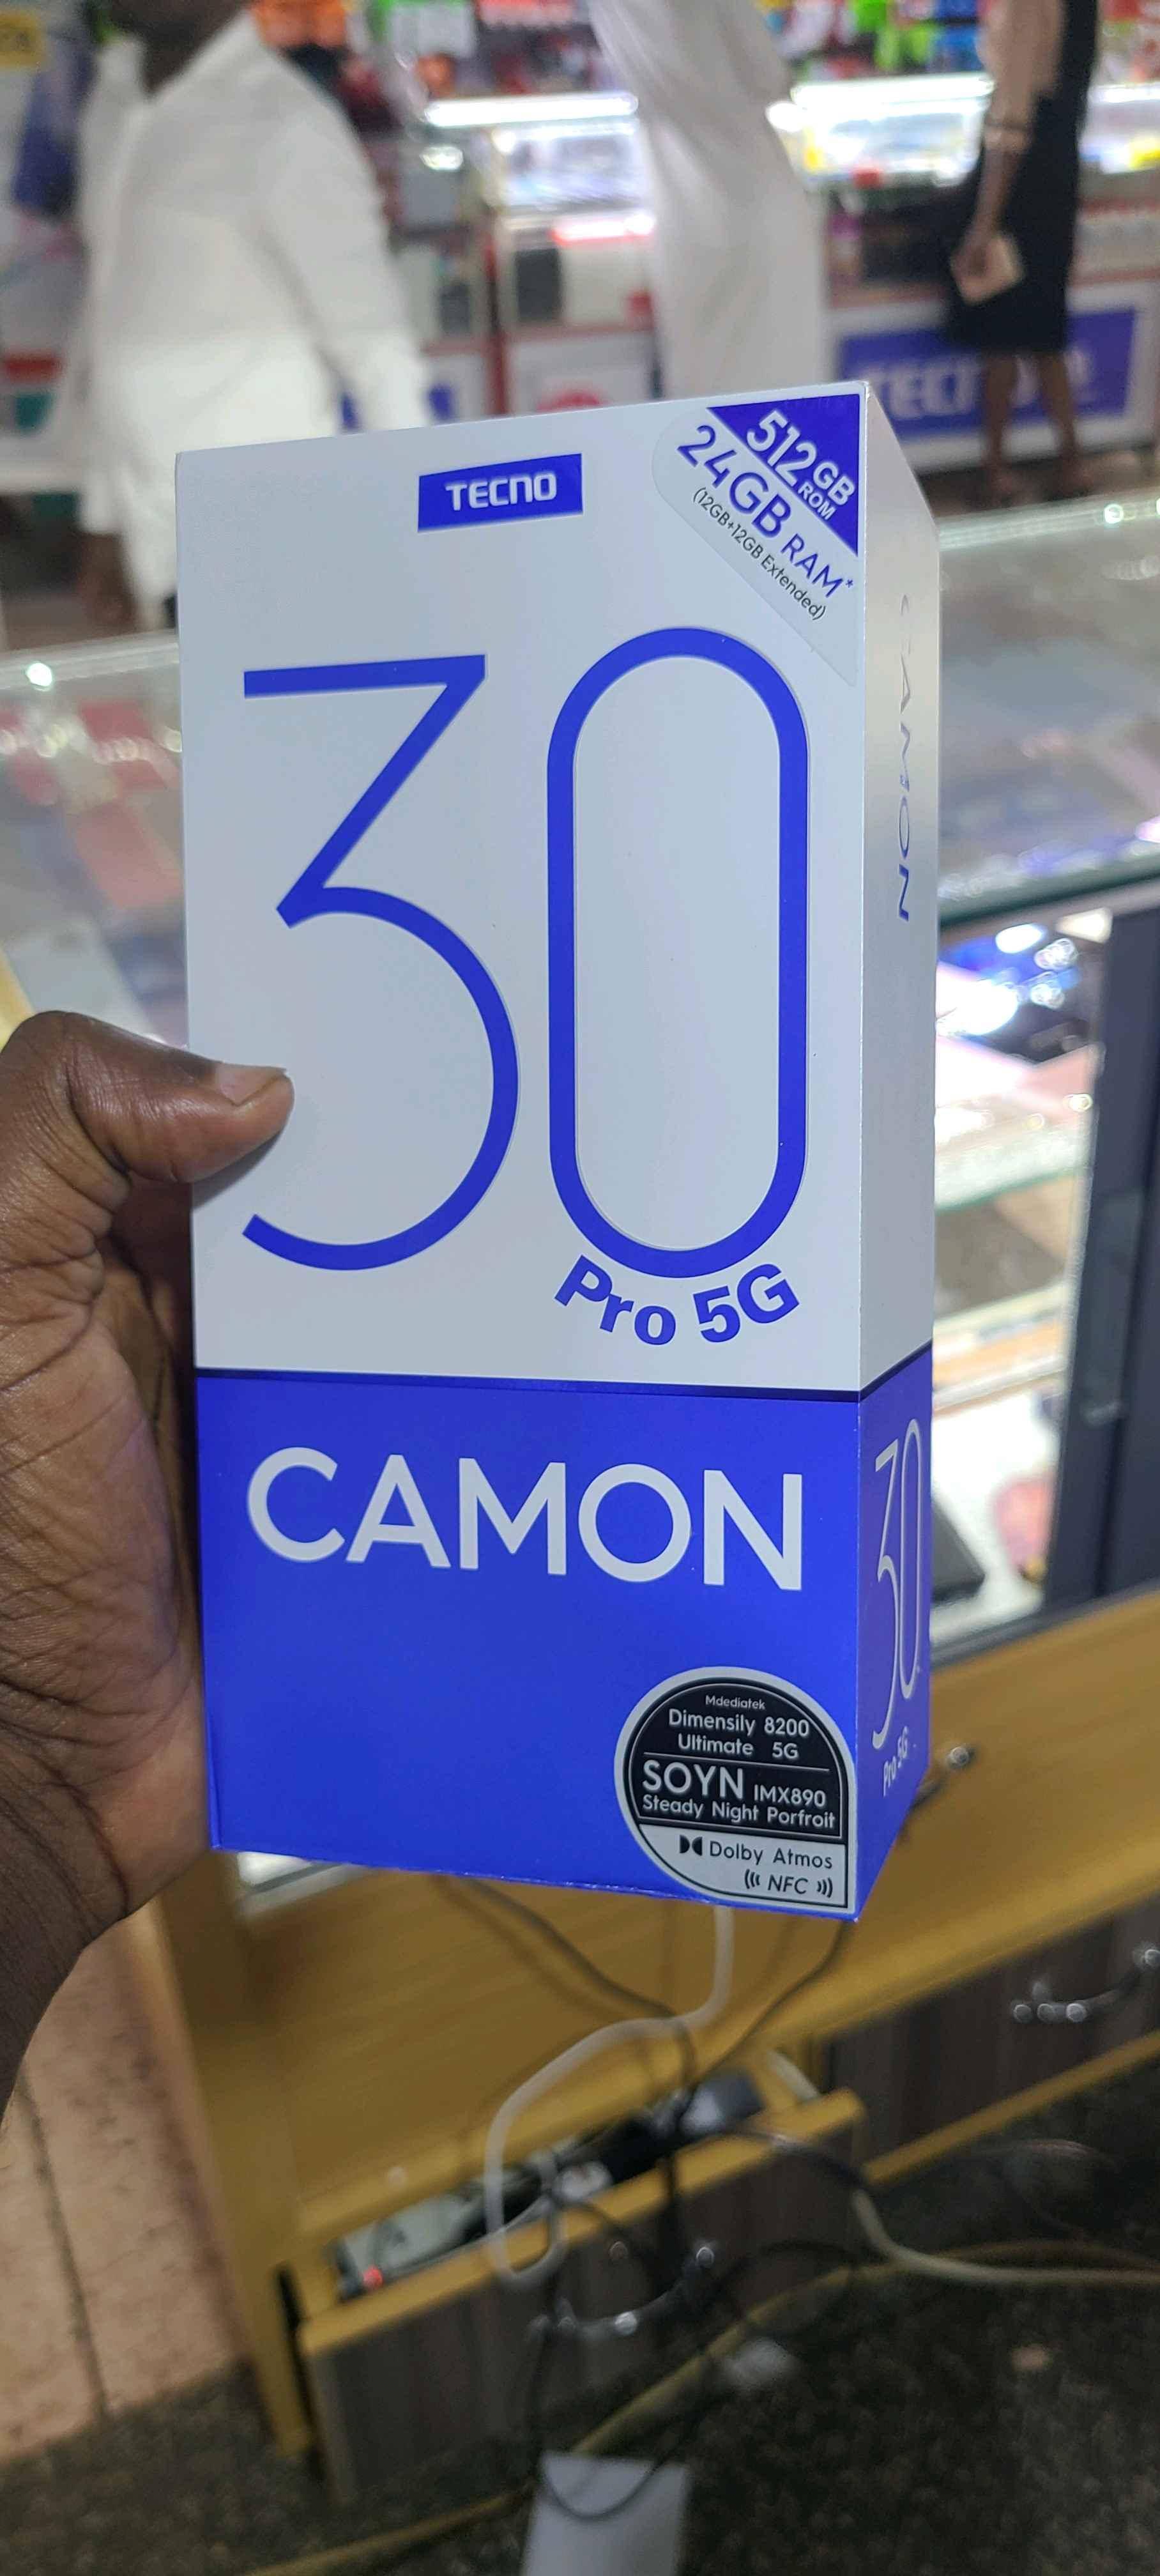 TECNO
512GB
ROM
24GB RAM*
(12GB+12GB Extended)
30
Pro 5G
CAMON
Mdediatek
Dimensily 8200
Ultimate 5G
SOYN IMX890
Steady Night Porfroit
Dolby Atmos
((( NFC )))
CAMON
30
Pro 5G
TECNO